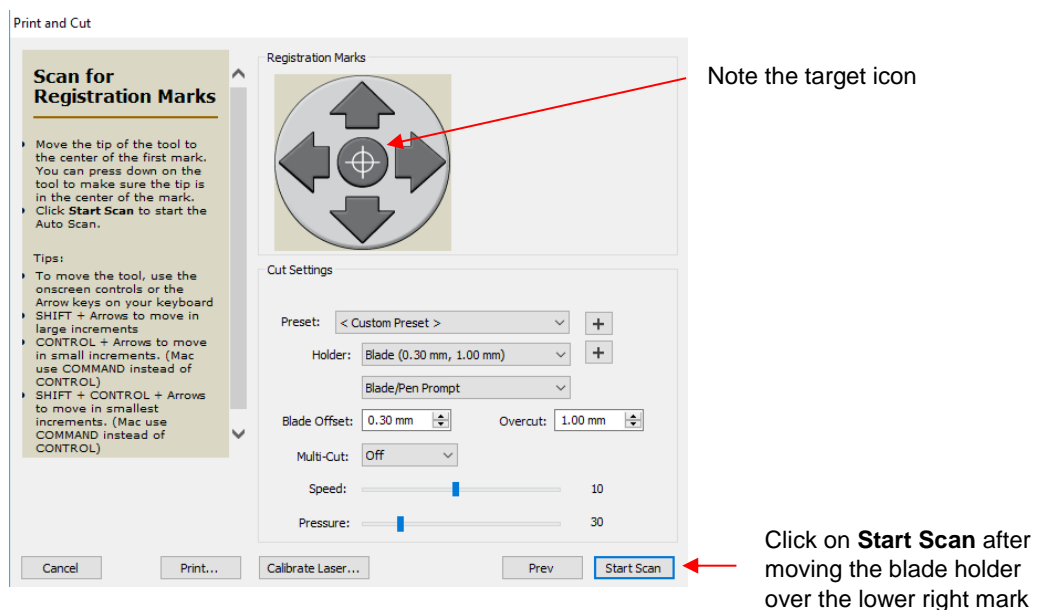 Print and Cut
Scan for
Registration Marks
Move the tip of the tool to
the center of the first mark.
You can press down on the
tool to make sure the tip is
in the center of the mark.
Click Start Scan to start the
Auto Scan.
Tips:
To move the tool, use the
onscreen controls or the
Arrow keys on your keyboard
SHIFT + Arrows to move in
large increments
CONTROL + Arrows to move
in small increments. (Mac
use COMMAND instead of
CONTROL)
SHIFT + CONTROL + Arrows
to move in smallest
increments. (Mac use
COMMAND instead of
CONTROL)
Registration Marks
Note the target icon
Cut Settings
Preset: < Custom Preset > +
Holder: Blade (0.30 mm, 1.00 mm) +
Blade/Pen Prompt
Blade Offset: 0.30 mm Overcut: 1.00 mm
Multi-Cut: Off
Speed: 10
Pressure: 30
Cancel Print... Calibrate Laser... Prev Start Scan
Click on Start Scan after
moving the blade holder
over the lower right mark